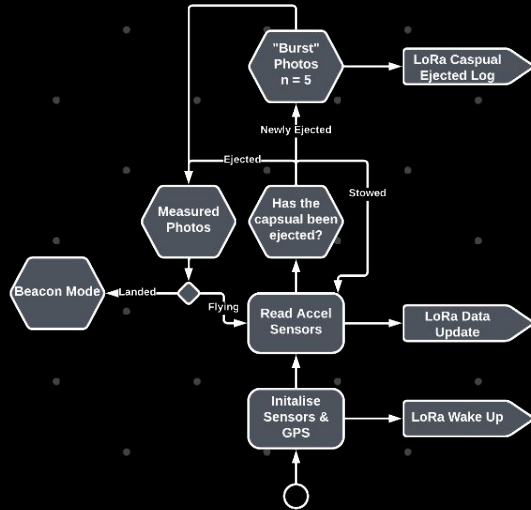 "Burst"
Photos
n = 5
LoRa Caspual
Ejected Log
Newly Ejected
Ejected
Stowed
Measured
Photos
Has the
capsual been
ejected?
Beacon Mode
Landed
Flying
Read Accel
Sensors
LoRa Data
Update
Initalise
Sensors &
GPS
LoRa Wake Up